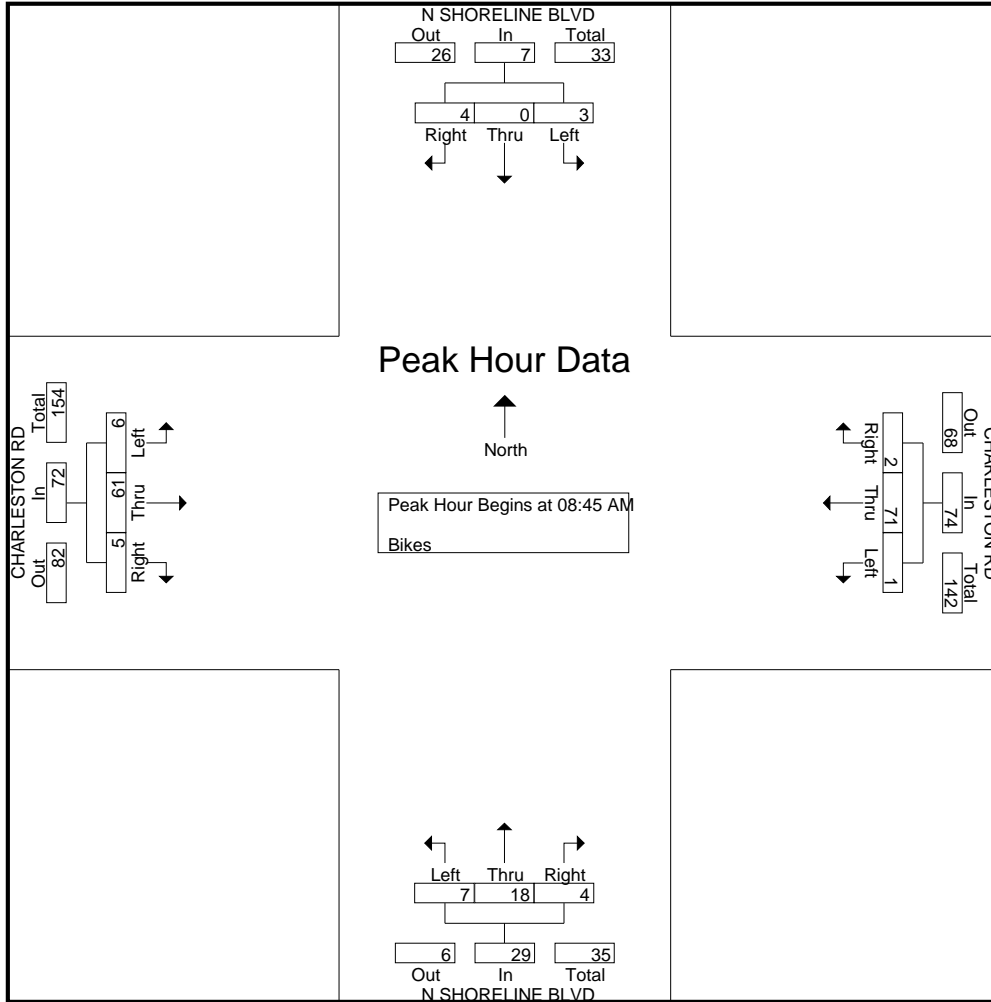 N SHORELINE BLVD
Out In Total
26 7 33
4 0 3
Right Thru Left
Peak Hour Data
North
Peak Hour Begins at 08:45 AM
Bikes
CHARLESTON RD
Out In Total
82 72 154
5 61 6
Right Thru Left
CHARLESTON RD
Out In Total
68 74 142
Right Thru Left
2 71 1
Left Thru Right
7 18 4
6 29 35
Out In Total
N SHORELINE BLVD